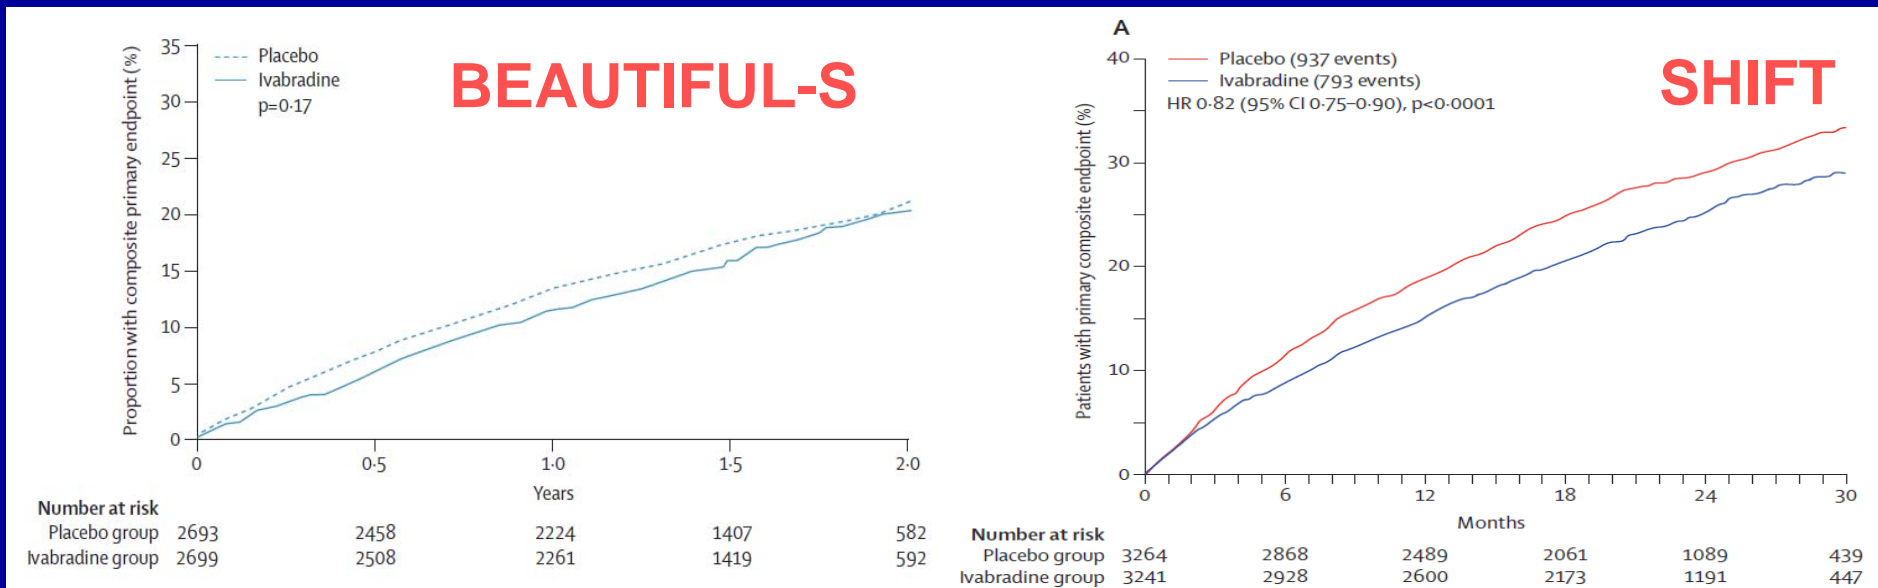 BEAUTIFUL-S
Proportion with composite primary endpoint (%)
35
30
25
20
15
10
5
0
Placebo
Ivabradine
p=0·17
0 0·5 1·0 1·5 2·0
Years
Number at risk
Placebo group 2693 2458 2224 1407 582
Ivabradine group 2699 2508 2261 1419 592
A
SHIFT
Patients with primary composite endpoint (%)
40
30
20
10
0
Placebo (937 events)
Ivabradine (793 events)
HR 0·82 (95% CI 0·75–0·90), p<0·0001
0 6 12 18 24 30
Months
Number at risk
Placebo group 3264 2868 2489 2061 1089 439
Ivabradine group 3241 2928 2600 2173 1191 447